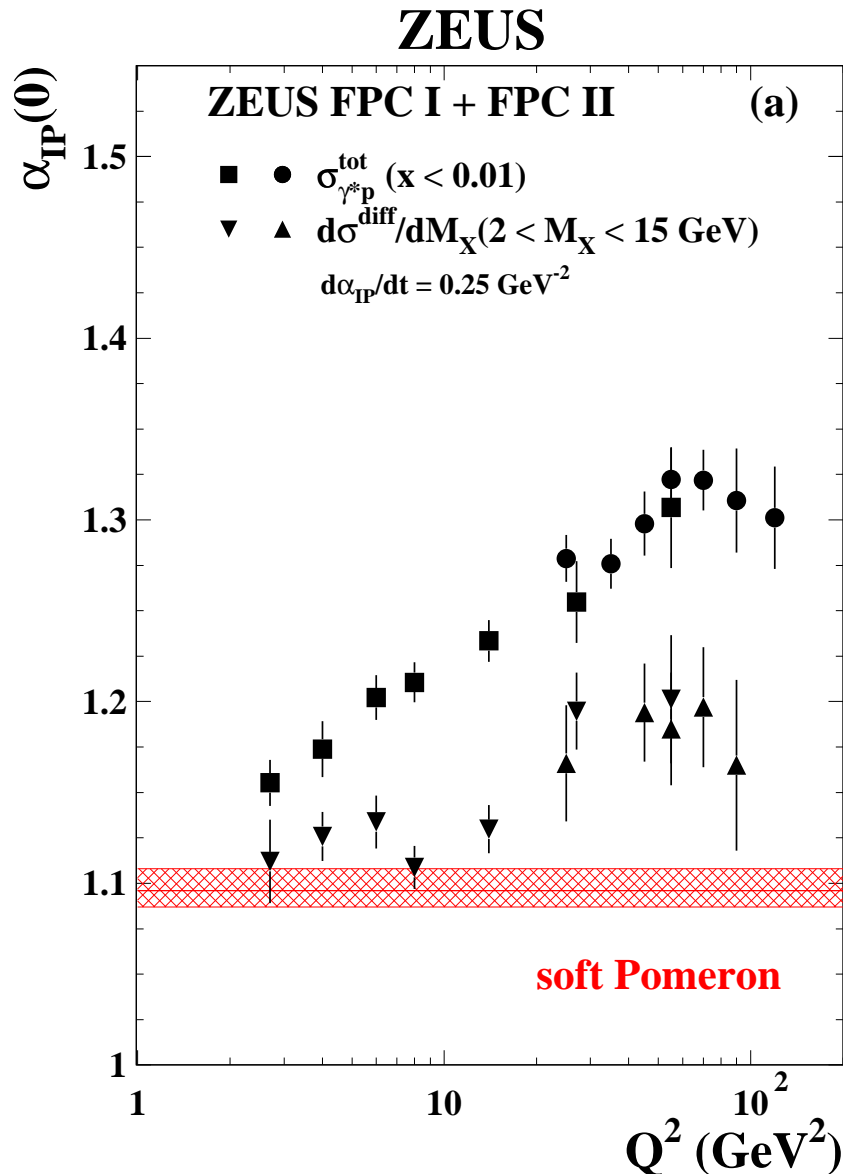 ZEUS
α_IP(0)
ZEUS FPC I + FPC II (a)
σ^tot_γ*p (x < 0.01)
dσ^diff/dM_X(2 < M_X < 15 GeV)
dα_IP/dt = 0.25 GeV^-2
1.5
1.4
1.3
1.2
1.1
1
soft Pomeron
1 10 10^2
Q^2 (GeV^2)